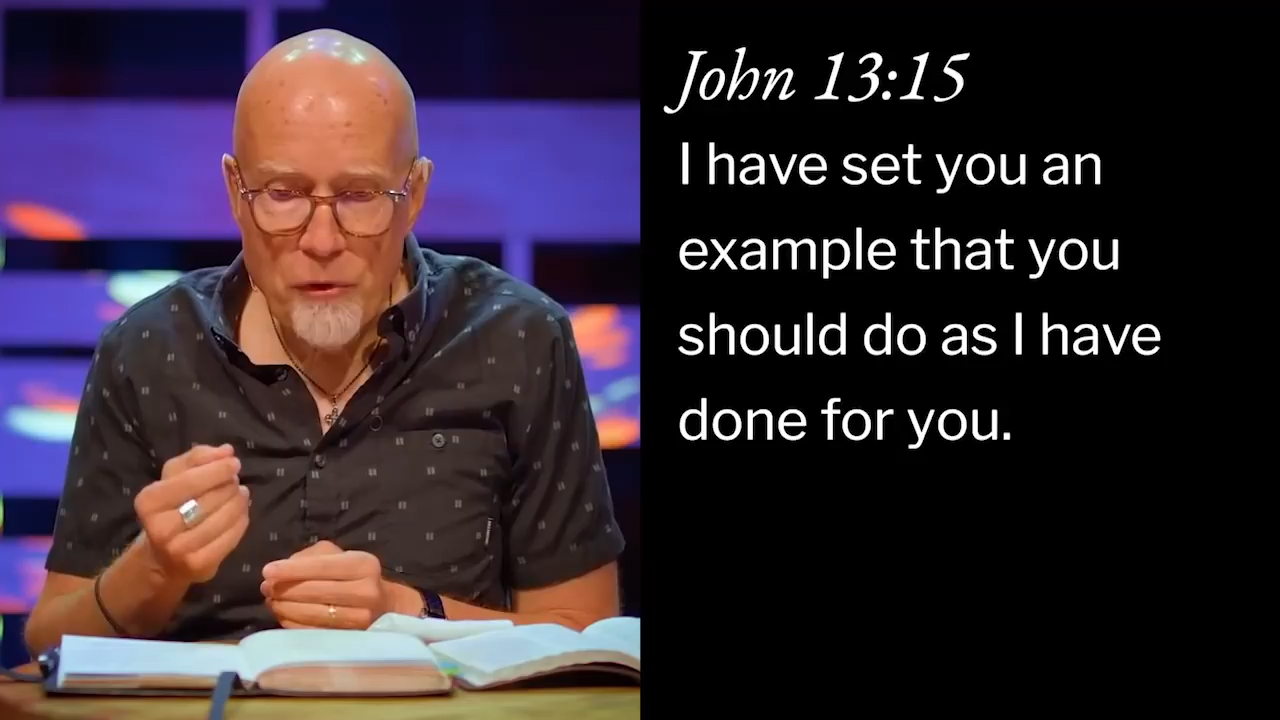 John 13:15
I have set you an
example that you
should do as I have
done for you.